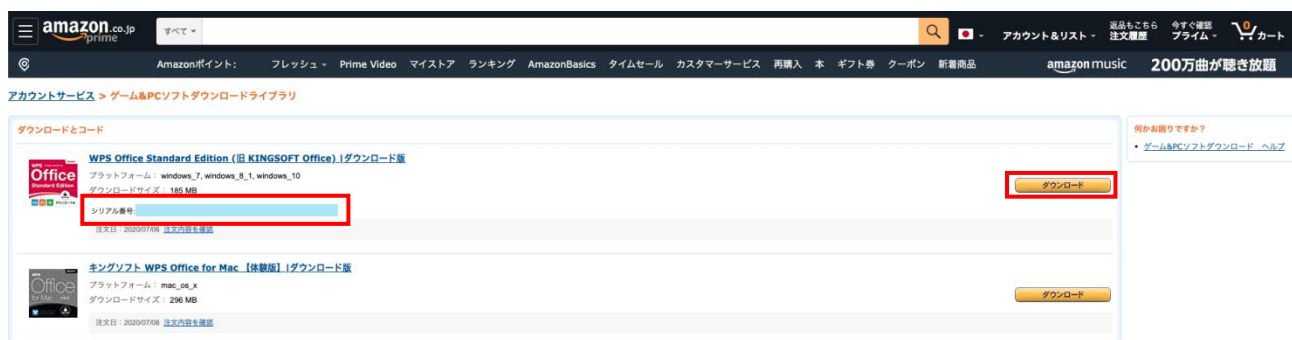 amazon.co.jp
prime
すべて
アカウント&リスト
返品もこちら
注文履歴
今すぐ確認
プライム
0
カート
Amazonポイント:
フレッシュ
Prime Video
マイストア
ランキング
AmazonBasics
タイムセール
カスタマーサービス
再購入
本
ギフト券
クーポン
新着商品
amazon music
200万曲が聴き放題
アカウントサービス > ゲーム&PCソフトダウンロードライブラリ
ダウンロードとコード
WPS Office Standard Edition (旧 KINGSOFT Office) |ダウンロード版
プラットフォーム: windows_7, windows_8_1, windows_10
ダウンロードサイズ: 185 MB
シリアル番号:
注文日:2020/07/06 注文内容を確認
Office
Standard Edition
ダウンロード
キングソフト WPS Office for Mac 【体験版】|ダウンロード版
プラットフォーム: mac_os_x
ダウンロードサイズ: 296 MB
注文日:2020/07/06 注文内容を確認
Office
for Mac
ダウンロード
何かお困りですか?
• ゲーム&PCソフトダウンロード ヘルプ